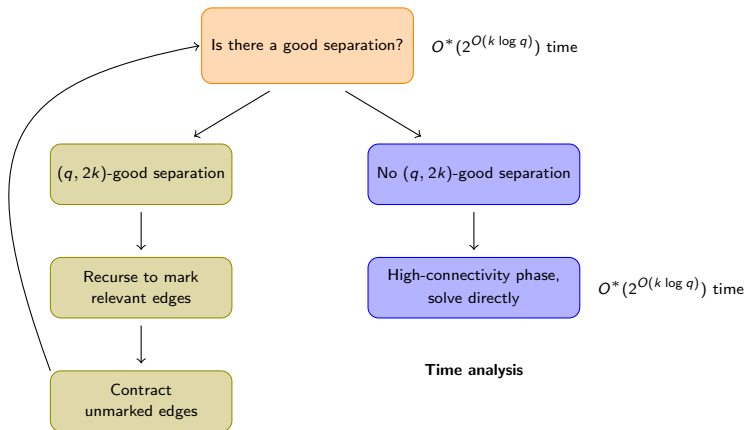 Is there a good separation?
O*(2^{O(k log q)}) time
(q, 2k)-good separation
No (q, 2k)-good separation
Recurse to mark
relevant edges
High-connectivity phase,
solve directly
O*(2^{O(k log q)}) time
Time analysis
Contract
unmarked edges